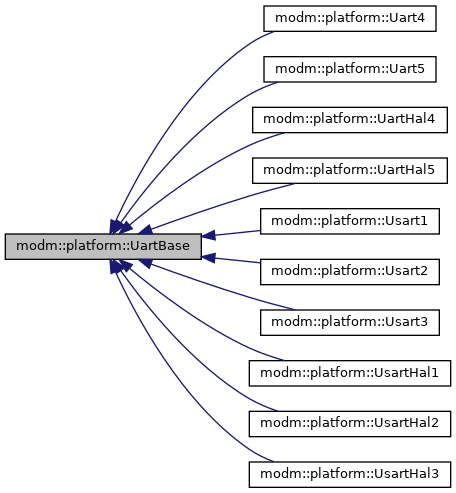 modm::platform::Uart4
modm::platform::Uart5
modm::platform::UartHal4
modm::platform::UartHal5
modm::platform::Usart1
modm::platform::UartBase
modm::platform::Usart2
modm::platform::Usart3
modm::platform::UsartHal1
modm::platform::UsartHal2
modm::platform::UsartHal3